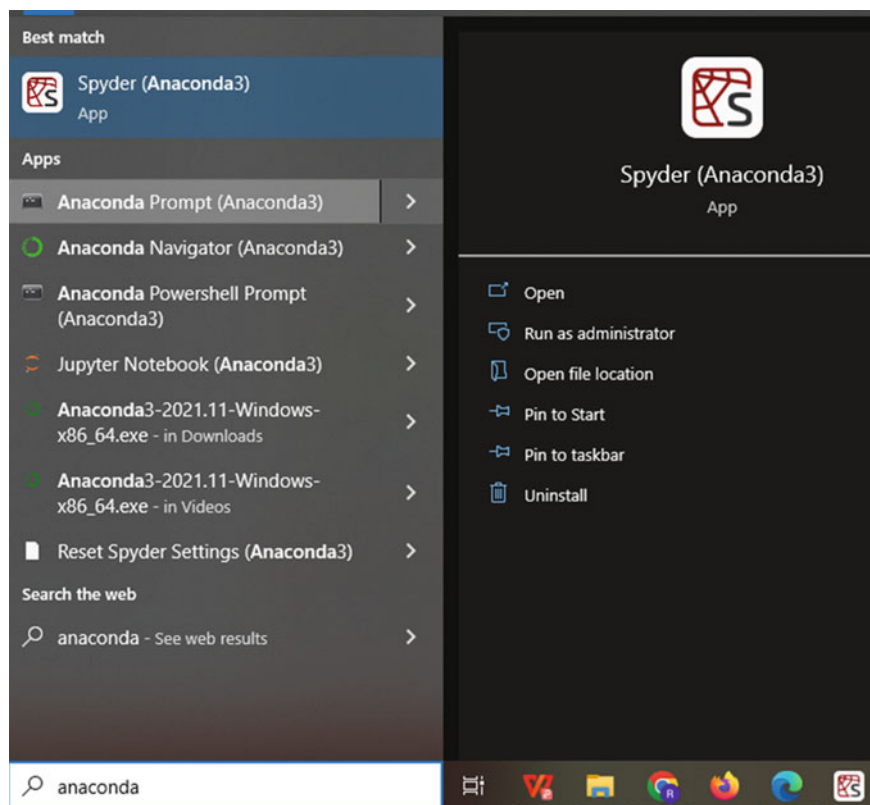 Best match
Spyder (Anaconda3)
App
Apps
Anaconda Prompt (Anaconda3)
Anaconda Navigator (Anaconda3)
Anaconda Powershell Prompt
(Anaconda3)
Jupyter Notebook (Anaconda3)
Anaconda3-2021.11-Windows-
x86_64.exe - in Downloads
Anaconda3-2021.11-Windows-
x86_64.exe - in Videos
Reset Spyder Settings (Anaconda3)
Search the web
anaconda - See web results
anaconda
S
Spyder (Anaconda3)
App
Open
Run as administrator
Open file location
Pin to Start
Pin to taskbar
Uninstall